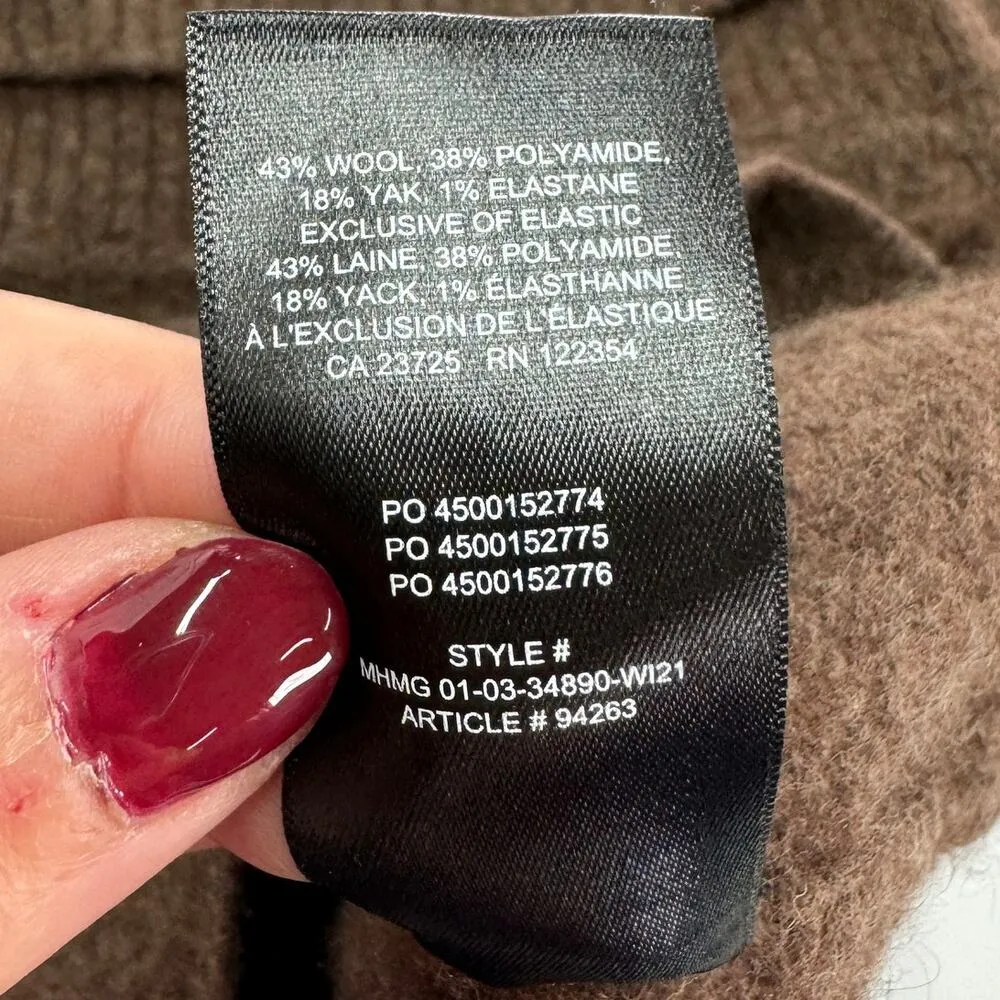 43% WOOL, 38% POLYAMIDE,
18% YAK, 1% ELASTANE
EXCLUSIVE OF ELASTIC
43% LAINE, 38% POLYAMIDE,
18% YACK, 1% ÉLASTHANNE
À L'EXCLUSION DE L'ÉLASTIQUE
CA 23725 RN 122354
PO 4500152774
PO 4500152775
PO 4500152776
STYLE #
MHMG 01-03-34890-WI21
ARTICLE # 94263